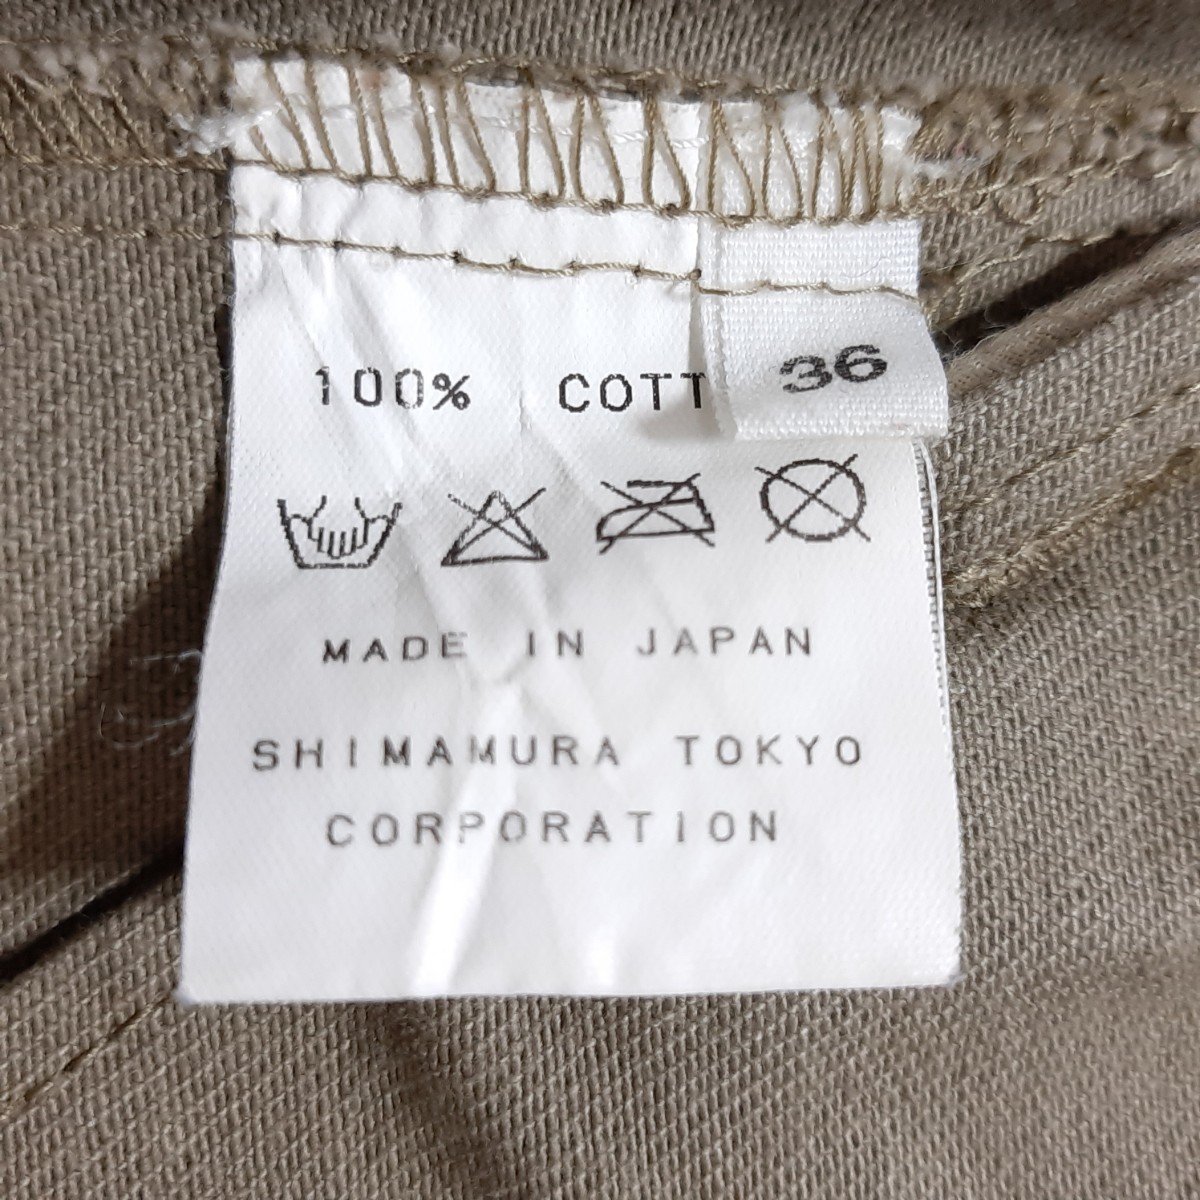 100% COTT
36
MADE IN JAPAN
SHIMAMURA TOKYO
CORPORATION